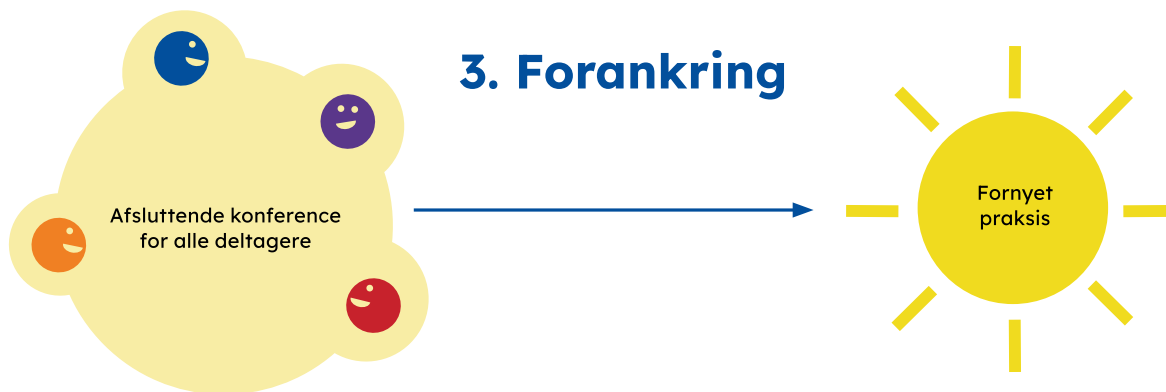 3. Forankring
Afsluttende konference
for alle deltagere
Fornyet
praksis